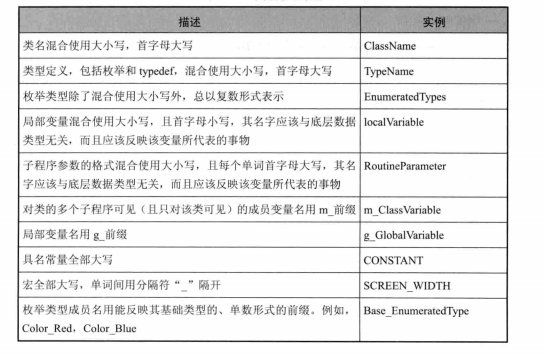 描述 实例
类名混合使用大小写，首字母大写 ClassName
类型定义，包括枚举和 typedef，混合使用大小写，首字母大写 TypeName
枚举类型除了混合使用大小写外，总以复数形式表示 EnumeratedTypes
局部变量混合使用大小写，且首字母小写，其名字应该与底层数据 localVariable
类型无关，而且应该反映该变量所代表的事物
子程序参数的格式混合使用大小写，且每个单词首字母大写，其名 RoutineParameter
字应该与底层数据类型无关，而且应该反映该变量所代表的事物
对类的多个子程序可见（且只对该类可见）的成员变量名用 m_前缀 m_ClassVariable
局部变量名用 g_前缀 g_GlobalVariable
具名常量全部大写 CONSTANT
宏全部大写，单词间用分隔符“_”隔开 SCREEN_WIDTH
枚举类型成员名用能反映其基础类型的、单数形式的前缀。例如， Base_EnumeratedType
Color_Red，Color_Blue